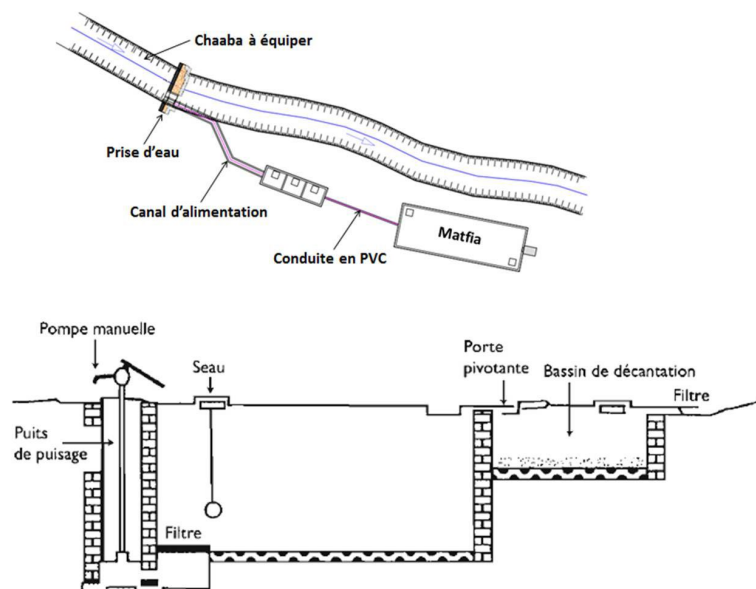 Chaaba à équiper
Prise d'eau
Canal d'alimentation
Matfia
Conduite en PVC
Pompe manuelle
Seau
Porte
pivotante
Bassin de décantation
Filtre
Puits
de puisage
Filtre